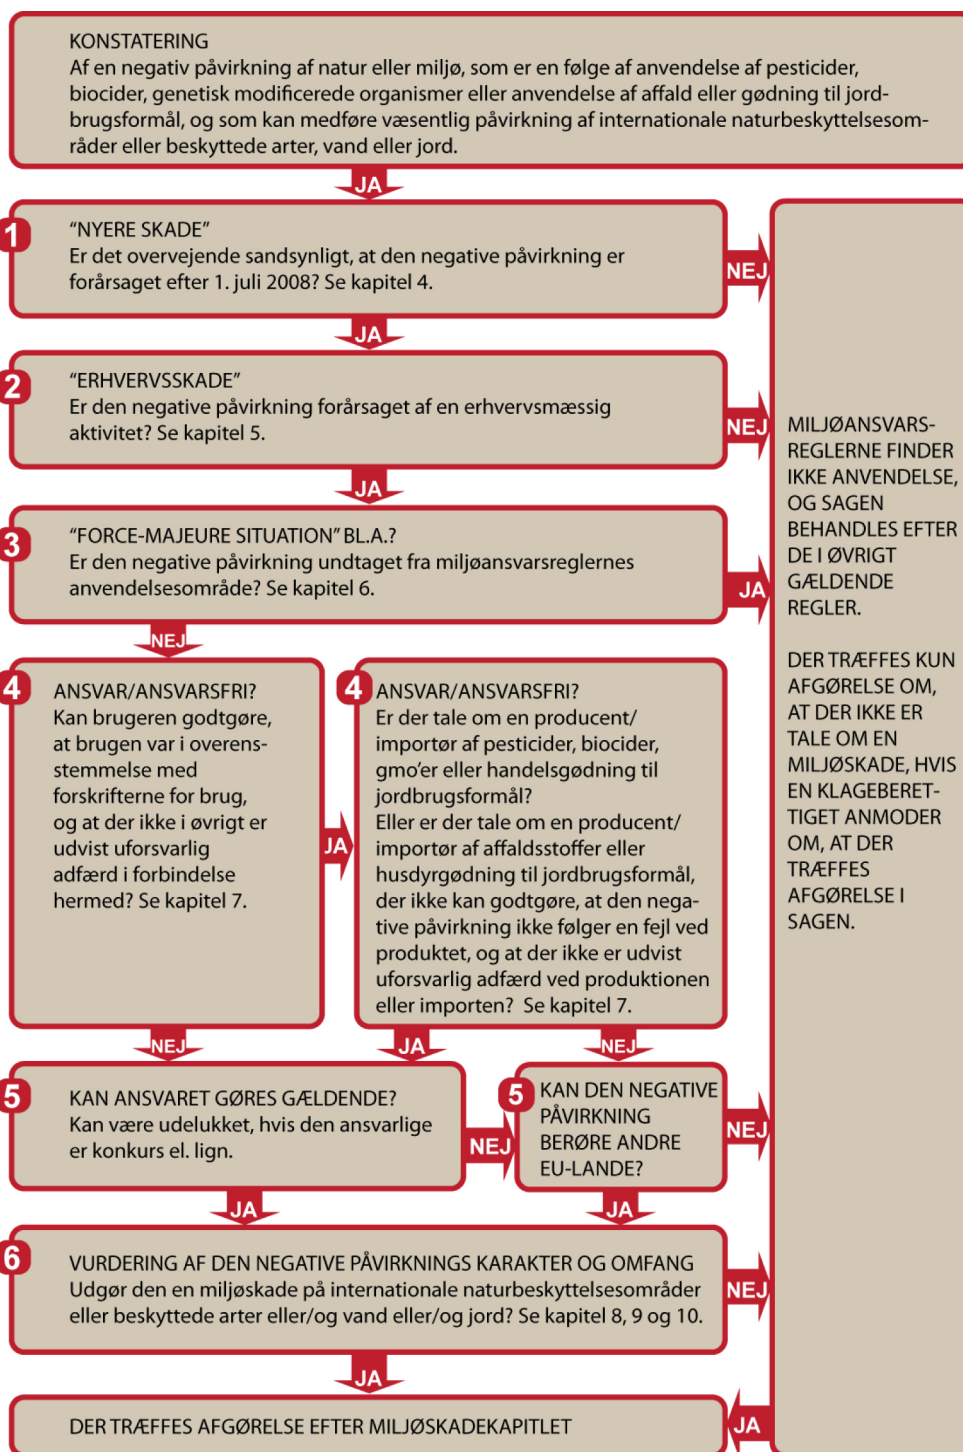 KONSTATERING
Af en negativ påvirkning af natur eller miljø, som er en følge af anvendelse af pesticider,
biocider, genetisk modificerede organismer eller anvendelse af affald eller gødning til jord-
brugsformål, og som kan medføre væsentlig påvirkning af internationale naturbeskyttelsesom-
råder eller beskyttede arter, vand eller jord.
JA
1
“NYERE SKADE”
Er det overvejende sandsynligt, at den negative påvirkning er
forårsaget efter 1. juli 2008? Se kapitel 4.
NEJ
JA
2
“ERHVERVSSKADE”
Er den negative påvirkning forårsaget af en erhvervsmæssig
aktivitet? Se kapitel 5.
NEJ
JA
3
“FORCE-MAJEURE SITUATION” BL.A.?
Er den negative påvirkning undtaget fra miljøansvarsreglernes
anvendelsesområde? Se kapitel 6.
JA
NEJ
4
ANSVAR/ANSVARSFRI?
Kan brugeren godtgøre,
at brugen var i overens-
stemmelse med
forskrifterne for brug,
og at der ikke i øvrigt er
udvist uforsvarlig
adfærd i forbindelse
hermed? Se kapitel 7.
JA
4
ANSVAR/ANSVARSFRI?
Er der tale om en producent/
importør af pesticider, biocider,
gmo’er eller handelsgødning til
jordbrugsformål?
Eller er der tale om en producent/
importør af affaldsstoffer eller
husdyrgødning til jordbrugsformål,
der ikke kan godtgøre, at den nega-
tive påvirkning ikke følger en fejl ved
produktet, og at der ikke er udvist
uforsvarlig adfærd ved produktionen
eller importen? Se kapitel 7.
NEJ
JA
NEJ
5
KAN ANSVARET GØRES GÆLDENDE?
Kan være udelukket, hvis den ansvarlige
er konkurs el. lign.
NEJ
5
KAN DEN NEGATIVE
PÅVIRKNING
BERØRE ANDRE
EU-LANDE?
NEJ
JA
JA
6
VURDERING AF DEN NEGATIVE PÅVIRKNINGS KARAKTER OG OMFANG
Udgør den en miljøskade på internationale naturbeskyttelsesområder
eller beskyttede arter eller/og vand eller/og jord? Se kapitel 8, 9 og 10.
NEJ
JA
DER TRÆFFES AFGØRELSE EFTER MILJØSKADEKAPITLET
JA
MILJØANSVARS-
REGLERNE FINDER
IKKE ANVENDELSE,
OG SAGEN
BEHANDLES EFTER
DE I ØVRIGT
GÆLDENDE
REGLER.
DER TRÆFFES KUN
AFGØRELSE OM,
AT DER IKKE ER
TALE OM EN
MILJØSKADE, HVIS
EN KLAGEBERET-
TIGET ANMODER
OM, AT DER
TRÆFFES
AFGØRELSE I
SAGEN.